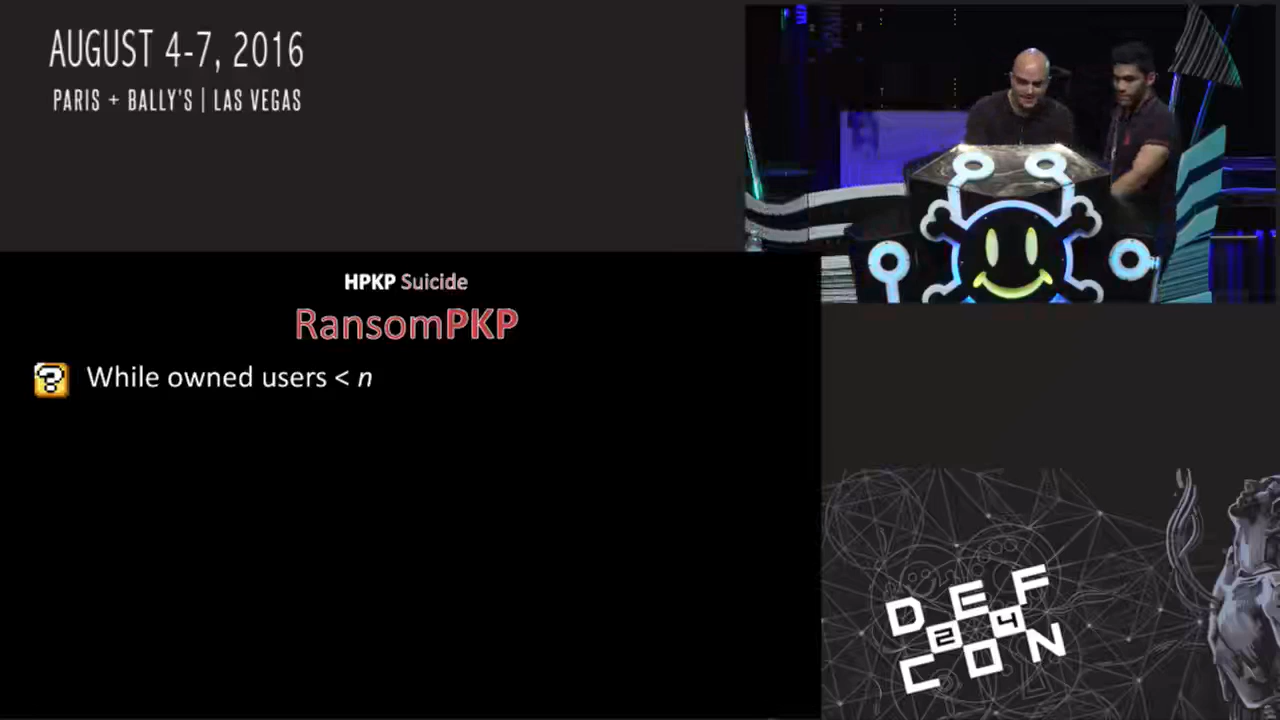 AUGUST 4-7, 2016
PARIS + BALLY'S | LAS VEGAS
HPKP Suicide
RansomPKP
? While owned users < n
DEF
24
CON